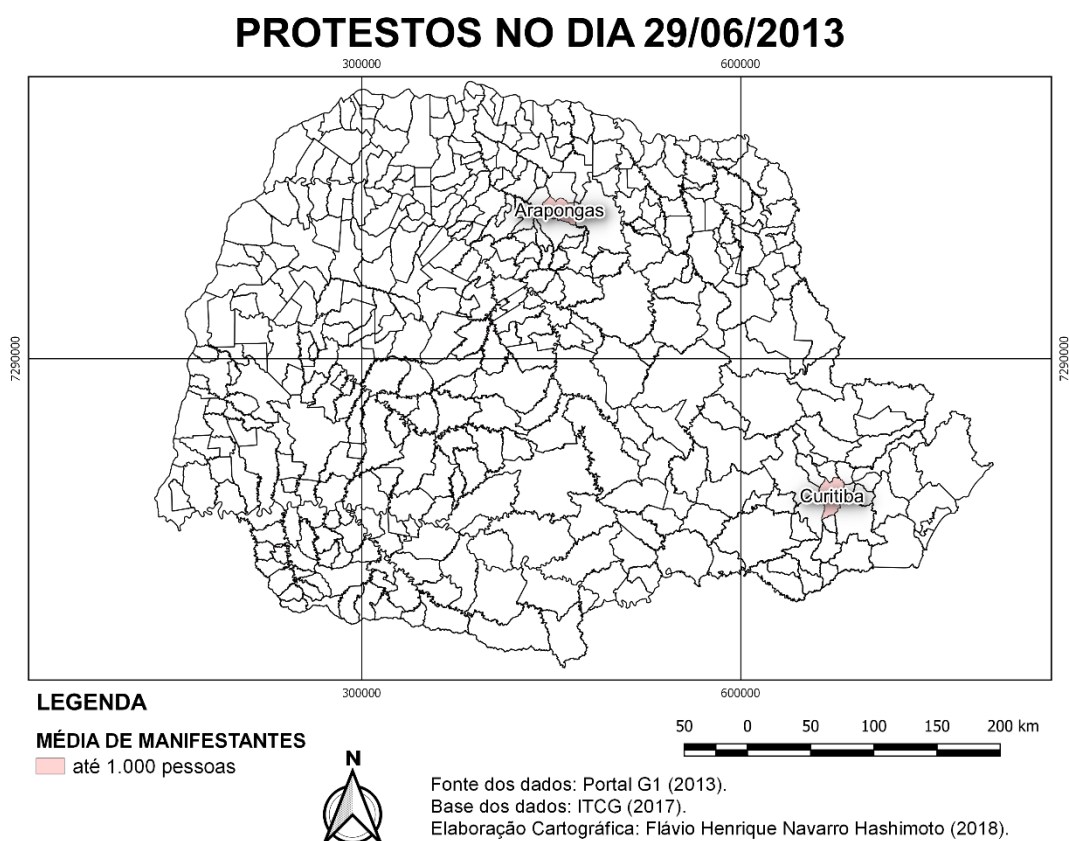 PROTESTOS NO DIA 29/06/2013
300000 600000
Arapongas
7290000 7290000
Curitiba
300000 600000
LEGENDA
MÉDIA DE MANIFESTANTES
até 1.000 pessoas
N
50 0 50 100 150 200 km
Fonte dos dados: Portal G1 (2013).
Base dos dados: ITCG (2017).
Elaboração Cartográfica: Flávio Henrique Navarro Hashimoto (2018).